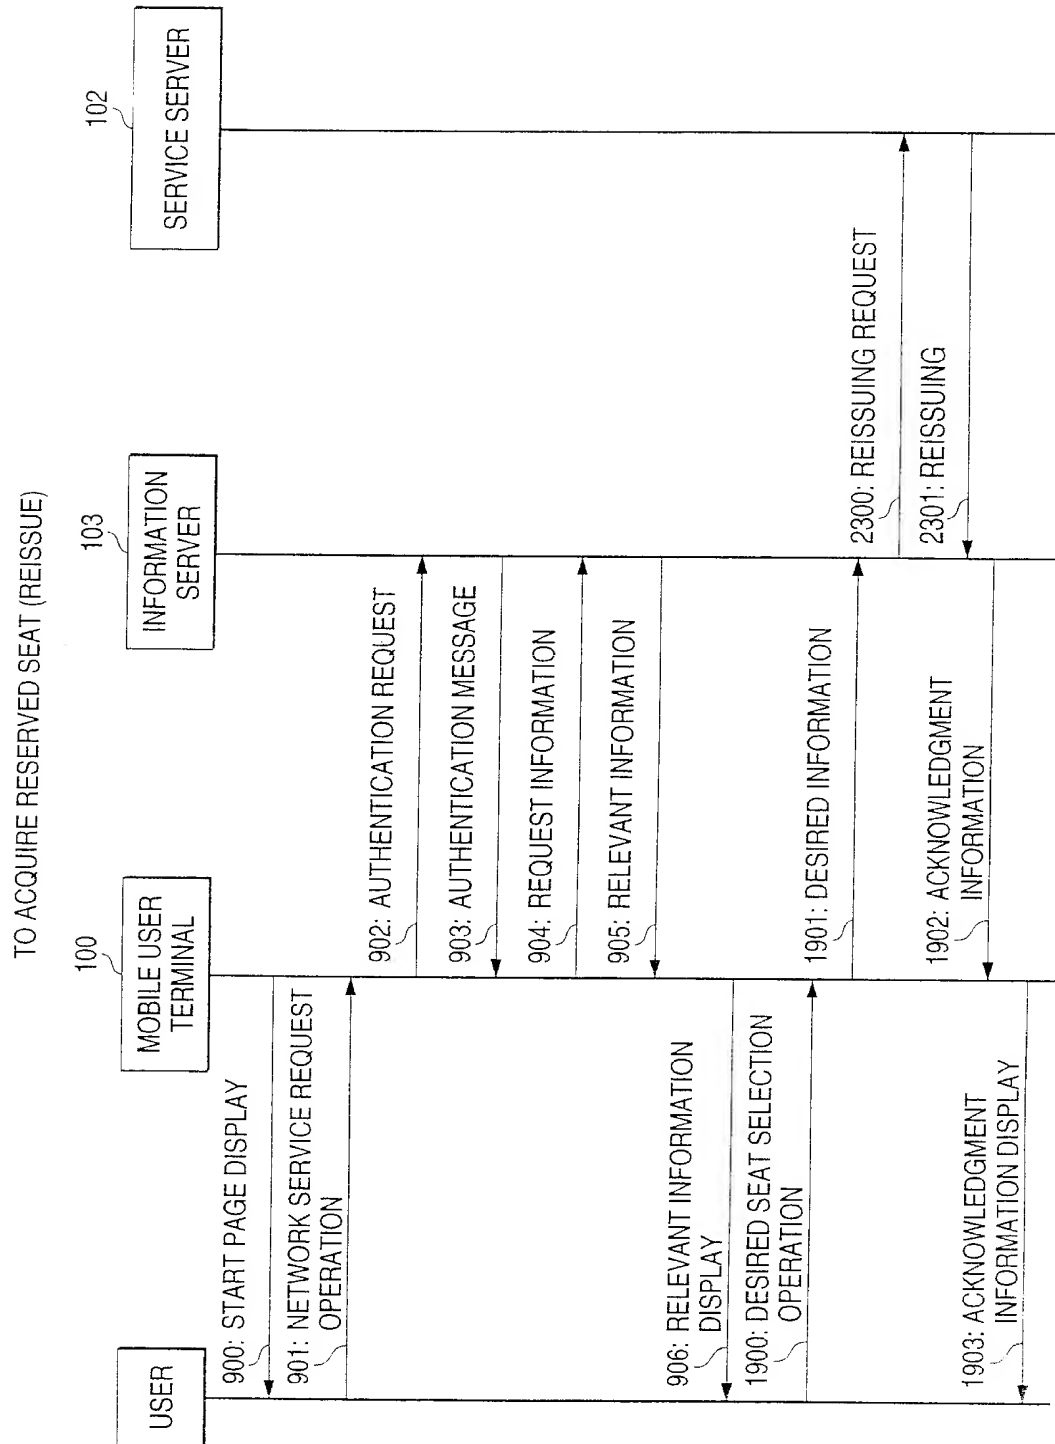 TO ACQUIRE RESERVED SEAT (REISSUE)
USER
100
MOBILE USER
TERMINAL
103
INFORMATION
SERVER
102
SERVICE SERVER
900: START PAGE DISPLAY
901: NETWORK SERVICE REQUEST
OPERATION
902: AUTHENTICATION REQUEST
903: AUTHENTICATION MESSAGE
904: REQUEST INFORMATION
905: RELEVANT INFORMATION
906: RELEVANT INFORMATION
DISPLAY
1900: DESIRED SEAT SELECTION
OPERATION
1901: DESIRED INFORMATION
2300: REISSUING REQUEST
2301: REISSUING
1902: ACKNOWLEDGMENT
INFORMATION
1903: ACKNOWLEDGMENT
INFORMATION DISPLAY